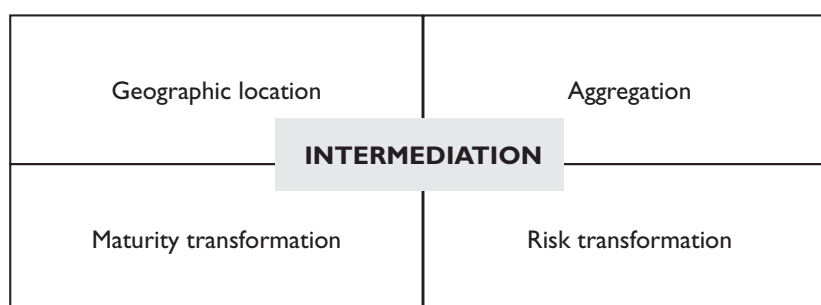 Geographic location
Aggregation
INTERMEDIATION
Maturity transformation
Risk transformation